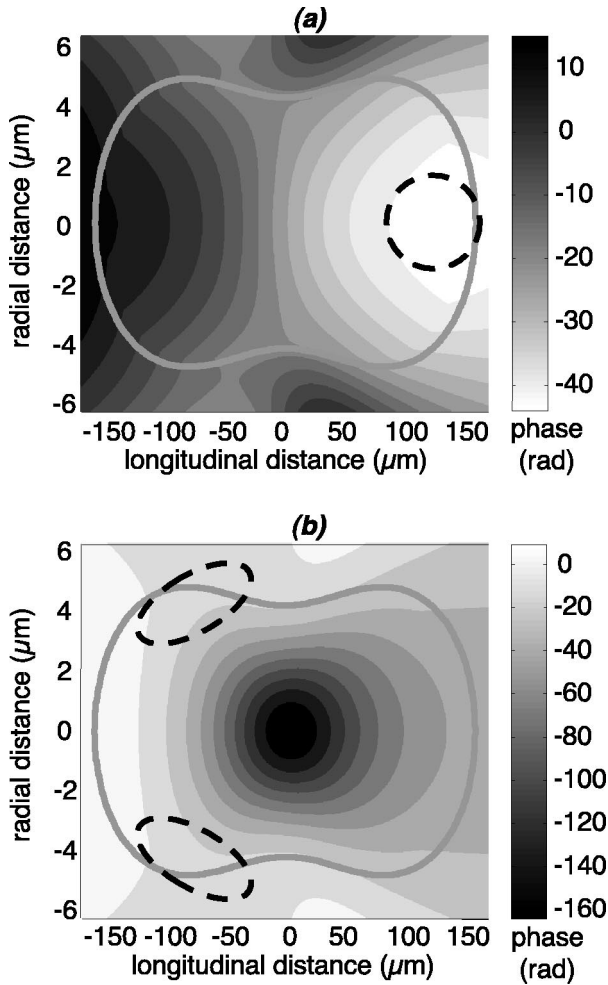 (a)
6
4
2
0
-2
-4
-6
radial distance (µm)
-150 -100 -50 0 50 100 150
longitudinal distance (µm)
10
0
-10
-20
-30
-40
phase
(rad)
(b)
6
4
2
0
-2
-4
-6
radial distance (µm)
-150 -100 -50 0 50 100 150
longitudinal distance (µm)
0
-20
-40
-60
-80
-100
-120
-140
-160
phase
(rad)